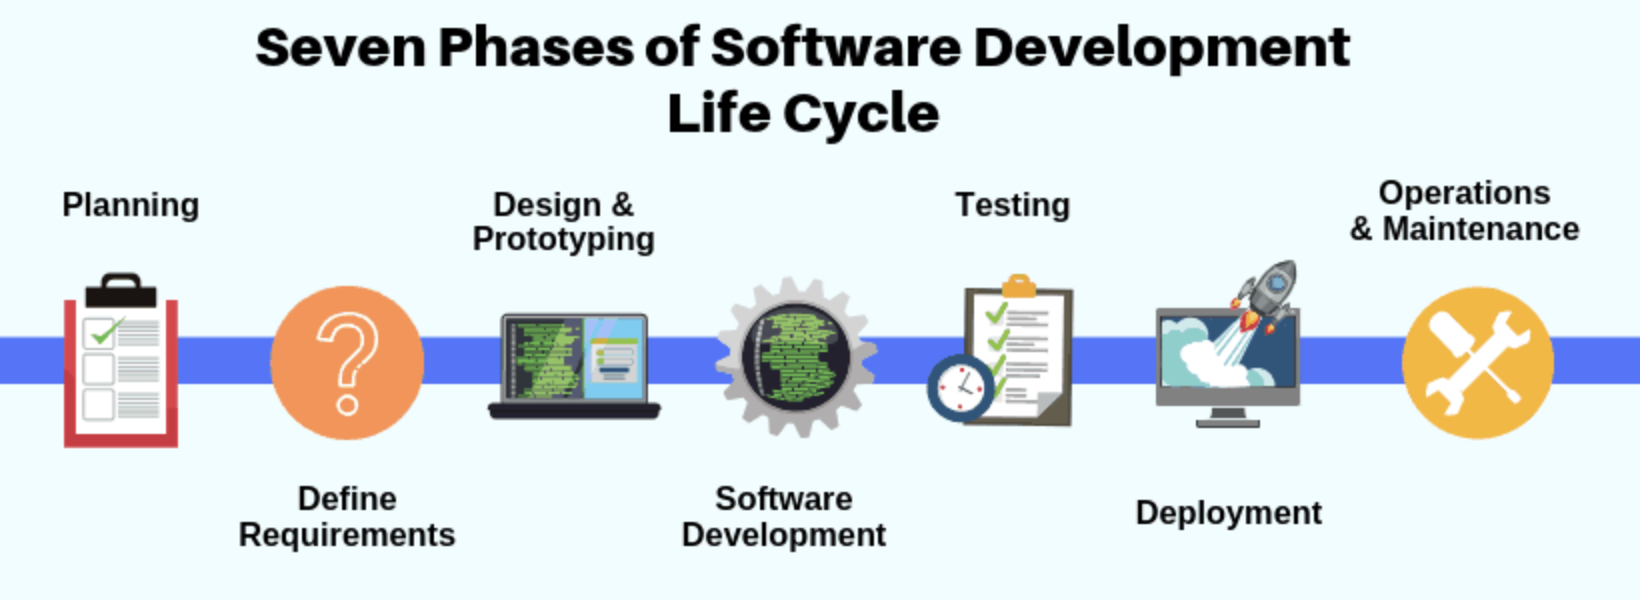 Seven Phases of Software Development
Life Cycle
Planning
Define
Requirements
Design &
Prototyping
Software
Development
Testing
Deployment
Operations
& Maintenance